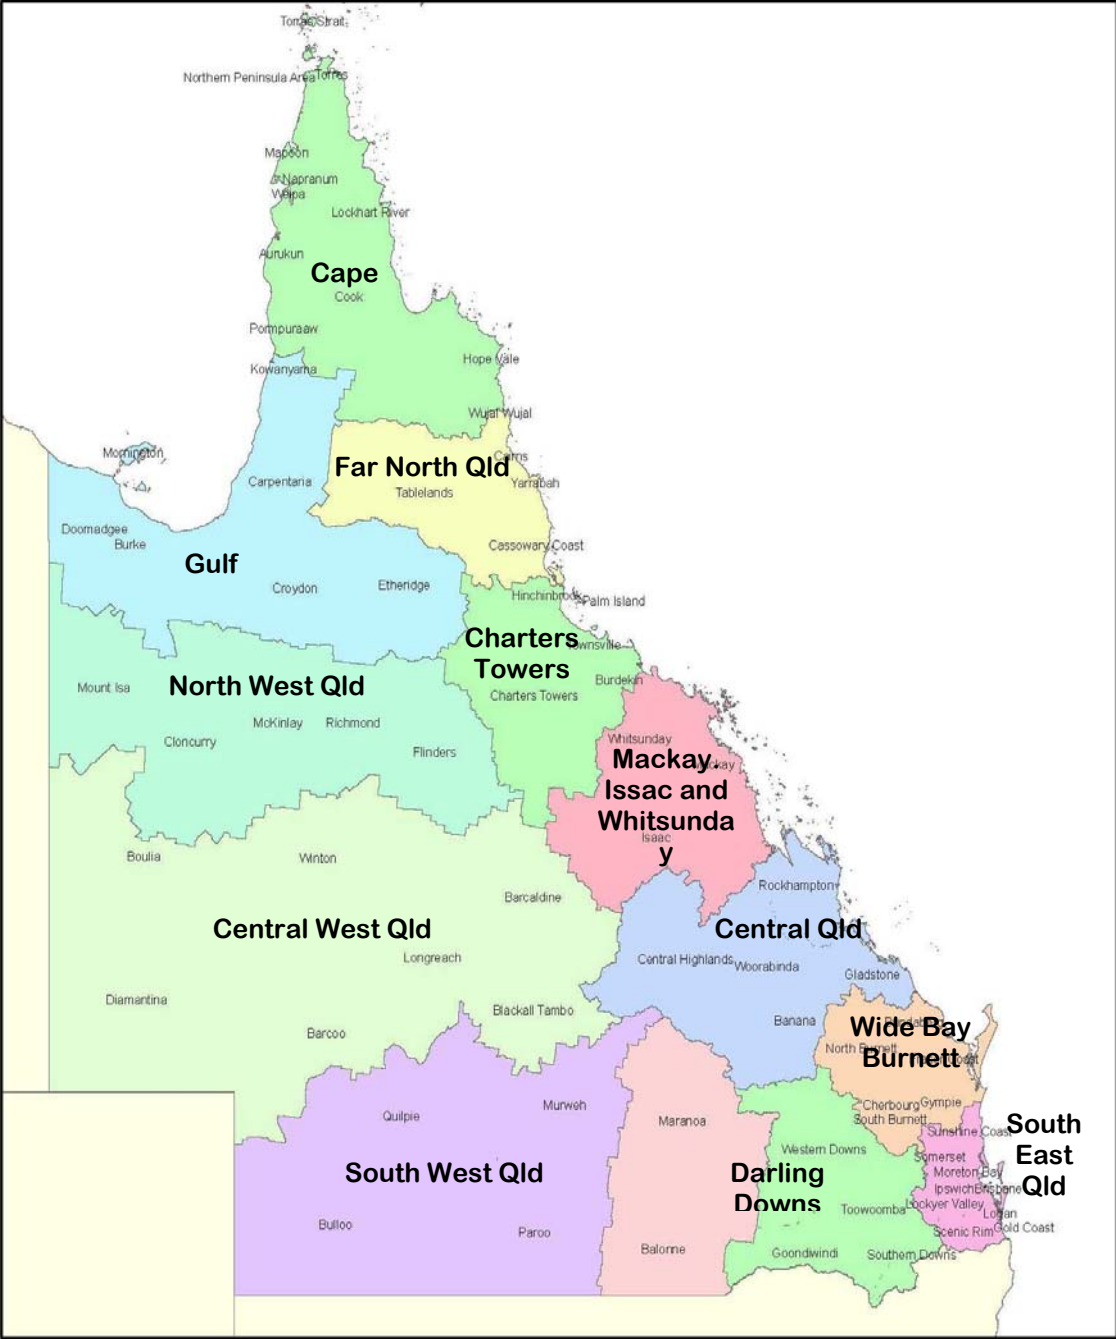 Torres Strait
Northern Peninsula Area
Torres
Mapoon
Napranum
Weipa
Lockhart River
Aurukun
Cape
Cook
Pormpuraaw
Hope Vale
Kowanyama
Wujal Wujal
Mornington
Far North Qld
Cairns
Carpentaria
Tablelands
Yarrabah
Doomadgee
Burke
Cassowary Coast
Gulf
Croydon
Etheridge
Hinchinbrook
Palm Island
Charters
Towers
Townsville
Burdekin
Mount Isa
North West Qld
Charters Towers
McKinlay
Richmond
Cloncurry
Flinders
Whitsunday
Mackay,
Mackay
Issac and
Whitsunda
y
Isaac
Boulia
Winton
Barcaldine
Rockhampton
Central West Qld
Central Qld
Longreach
Central Highlands
Woorabinda
Gladstone
Diamantina
Blackall Tambo
Barcoo
Banana
Wide Bay
Burnett
Bundaberg
North Burnett
Quilpie
Murweh
Maranoa
Cherbourg
Gympie
South Burnett
Sunshine Coast
South
East
Qld
Western Downs
Somerset
Moreton Bay
South West Qld
Darling
Downs
Ipswich
Brisbane
Lockyer Valley
Toowoomba
Logan
Bulloo
Paroo
Scenic Rim
Gold Coast
Balonne
Goondiwindi
Southern Downs